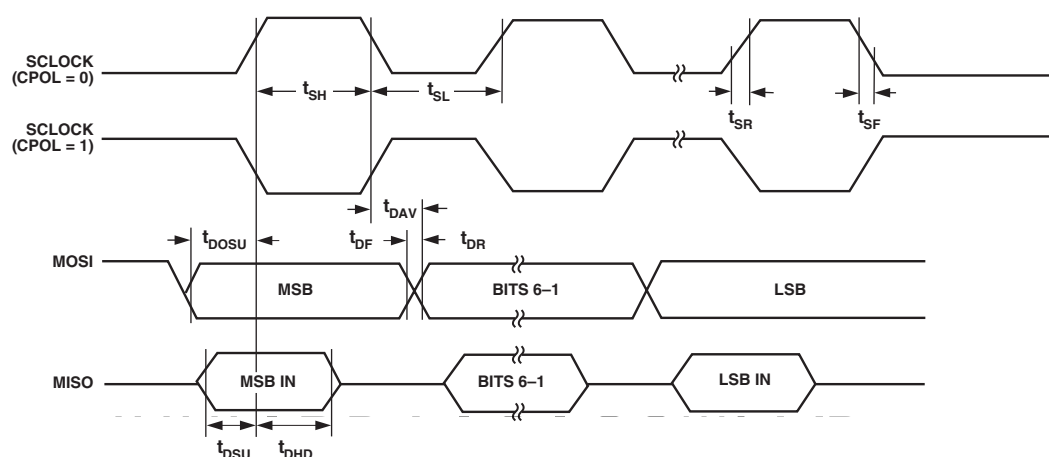 SCLOCK
(CPOL = 0)
tSH
tSL
tSR
tSF
SCLOCK
(CPOL = 1)
tDAV
tDOSU
tDF
tDR
MOSI
MSB
BITS 6–1
LSB
MISO
MSB IN
BITS 6–1
LSB IN
tDSU
tDHD